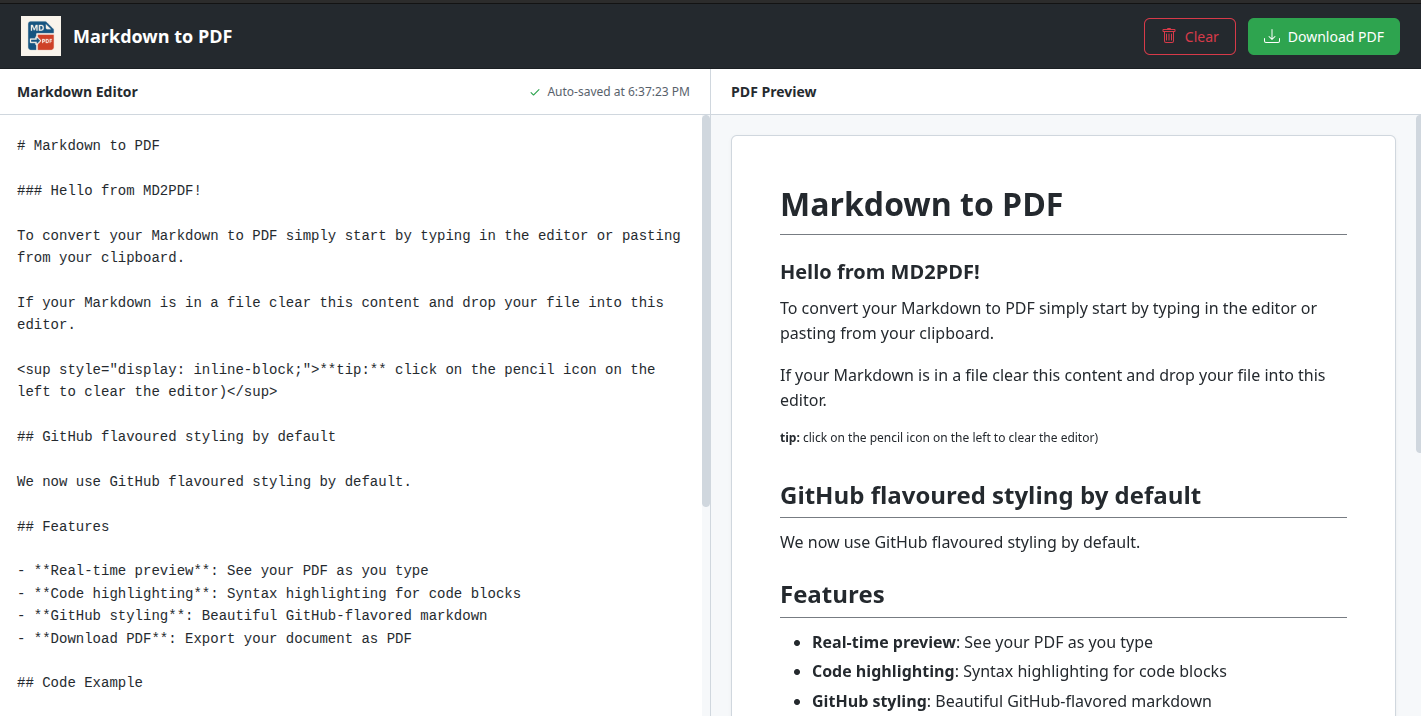 MD
PDF
Markdown to PDF
Clear
Download PDF
Markdown Editor
Auto-saved at 6:37:23 PM
# Markdown to PDF
### Hello from MD2PDF!
To convert your Markdown to PDF simply start by typing in the editor or pasting
from your clipboard.
If your Markdown is in a file clear this content and drop your file into this
editor.
<sup style="display: inline-block;">**tip:** click on the pencil icon on the
left to clear the editor)</sup>
## GitHub flavoured styling by default
We now use GitHub flavoured styling by default.
## Features
- **Real-time preview**: See your PDF as you type
- **Code highlighting**: Syntax highlighting for code blocks
- **GitHub styling**: Beautiful GitHub-flavored markdown
- **Download PDF**: Export your document as PDF
## Code Example
PDF Preview
Markdown to PDF
Hello from MD2PDF!
To convert your Markdown to PDF simply start by typing in the editor or
pasting from your clipboard.
If your Markdown is in a file clear this content and drop your file into this
editor.
tip: click on the pencil icon on the left to clear the editor)
GitHub flavoured styling by default
We now use GitHub flavoured styling by default.
Features
• Real-time preview: See your PDF as you type
• Code highlighting: Syntax highlighting for code blocks
• GitHub styling: Beautiful GitHub-flavored markdown